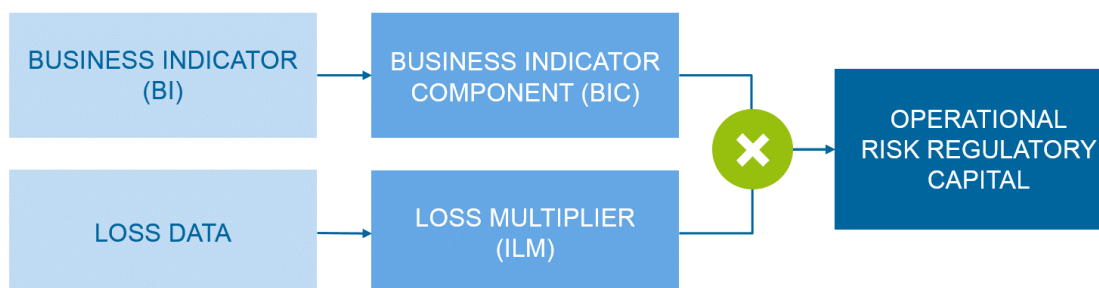 BUSINESS INDICATOR
(BI)
BUSINESS INDICATOR
COMPONENT (BIC)
OPERATIONAL
RISK REGULATORY
CAPITAL
LOSS DATA
LOSS MULTIPLIER
(ILM)